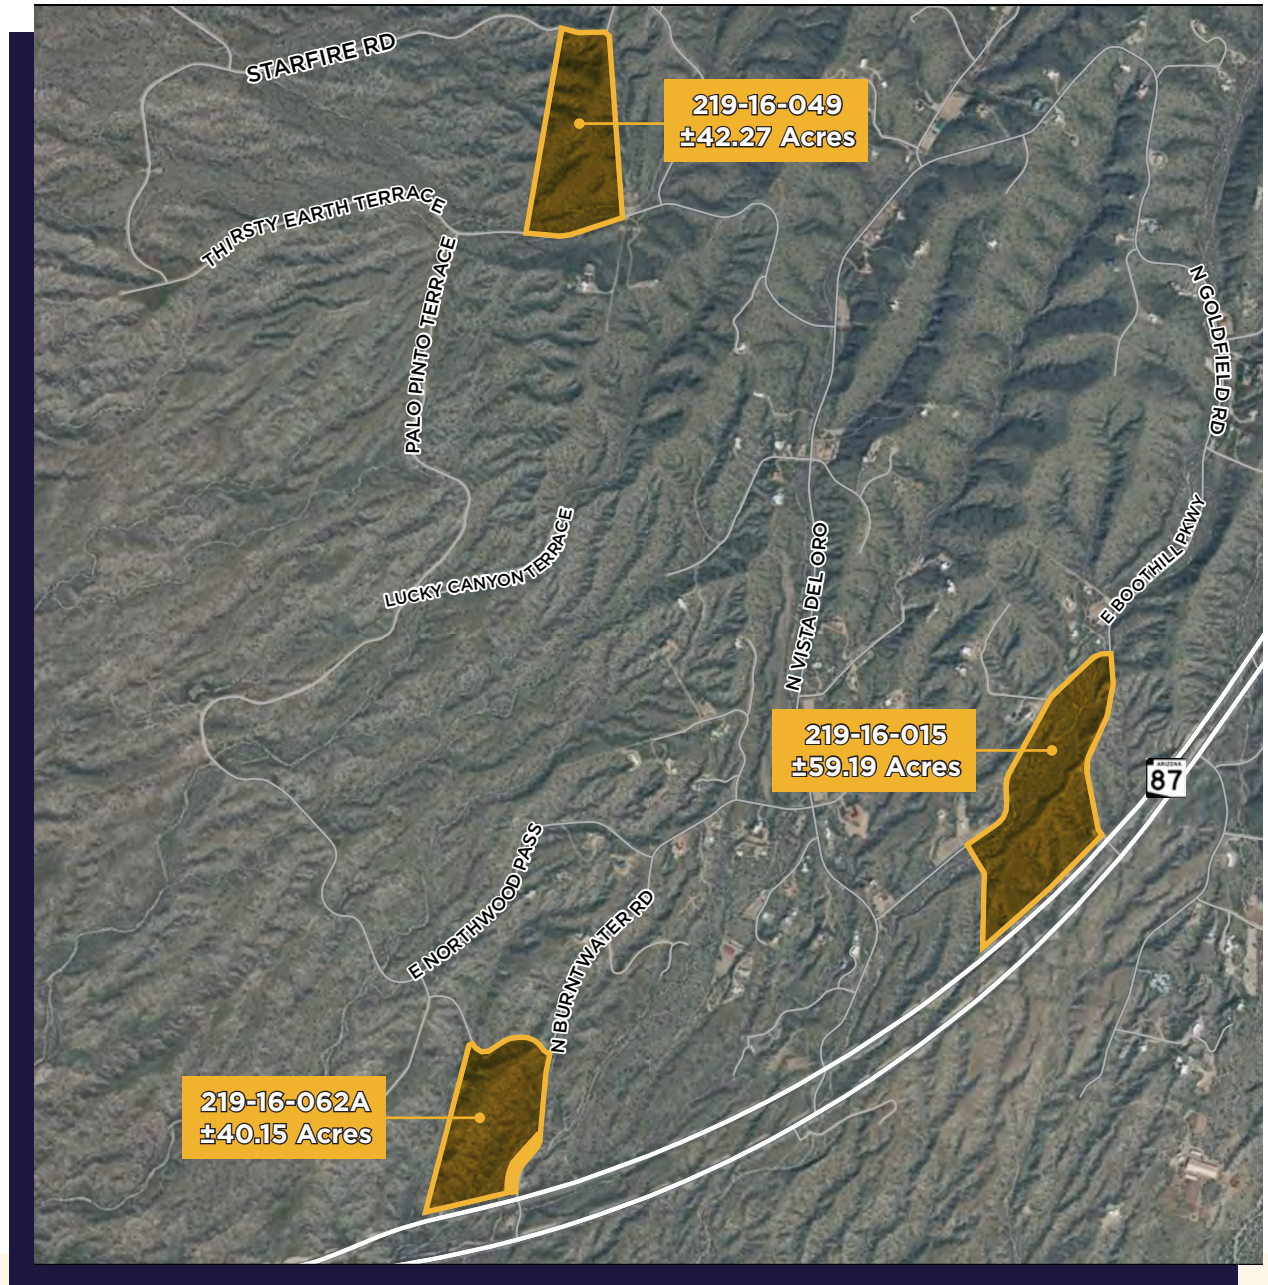 STARFIRE RD
219-16-049
±42.27 Acres
THIRSTY EARTH TERRACE
PALO PINTO TERRACE
N GOLDFIELD RD
LUCKY CANYON TERRACE
E BOOTHILL PKWY
N VISTA DEL ORO
219-16-015
±59.19 Acres
ARIZONA
87
E NORTHWOOD PASS
N BURNTWATER RD
219-16-062A
±40.15 Acres